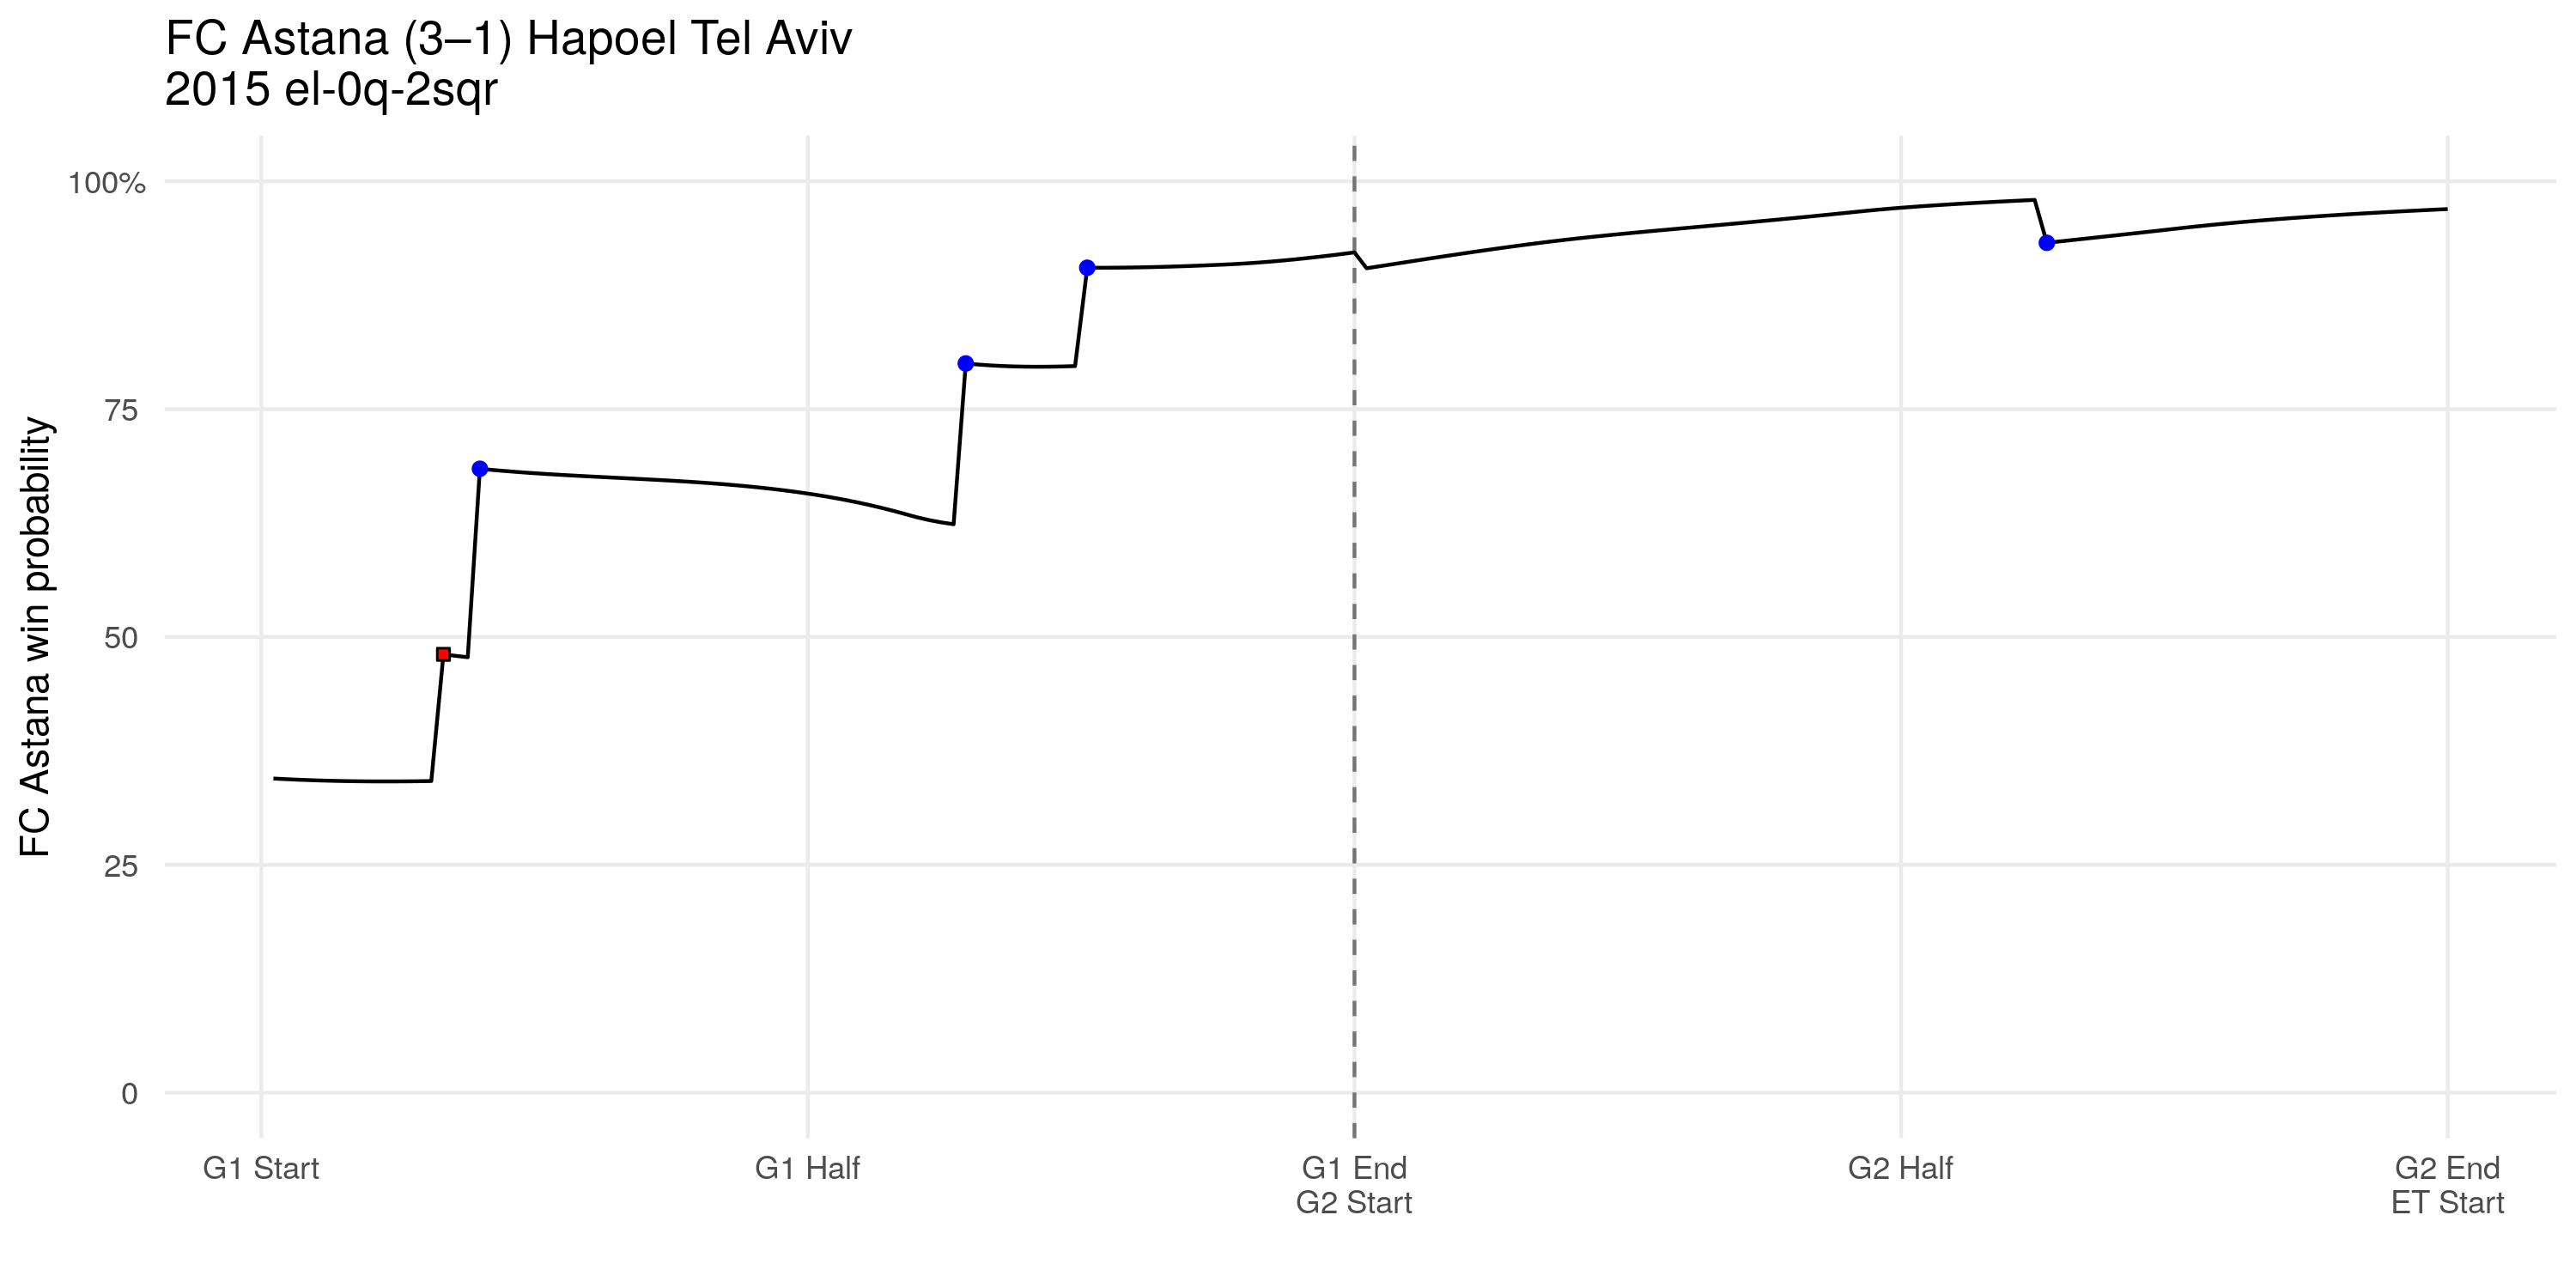 FC Astana (3–1) Hapoel Tel Aviv
2015 el-0q-2sqr
FC Astana win probability
100%
75
50
25
0
G1 Start
G1 Half
G1 End
G2 Start
G2 Half
G2 End
ET Start